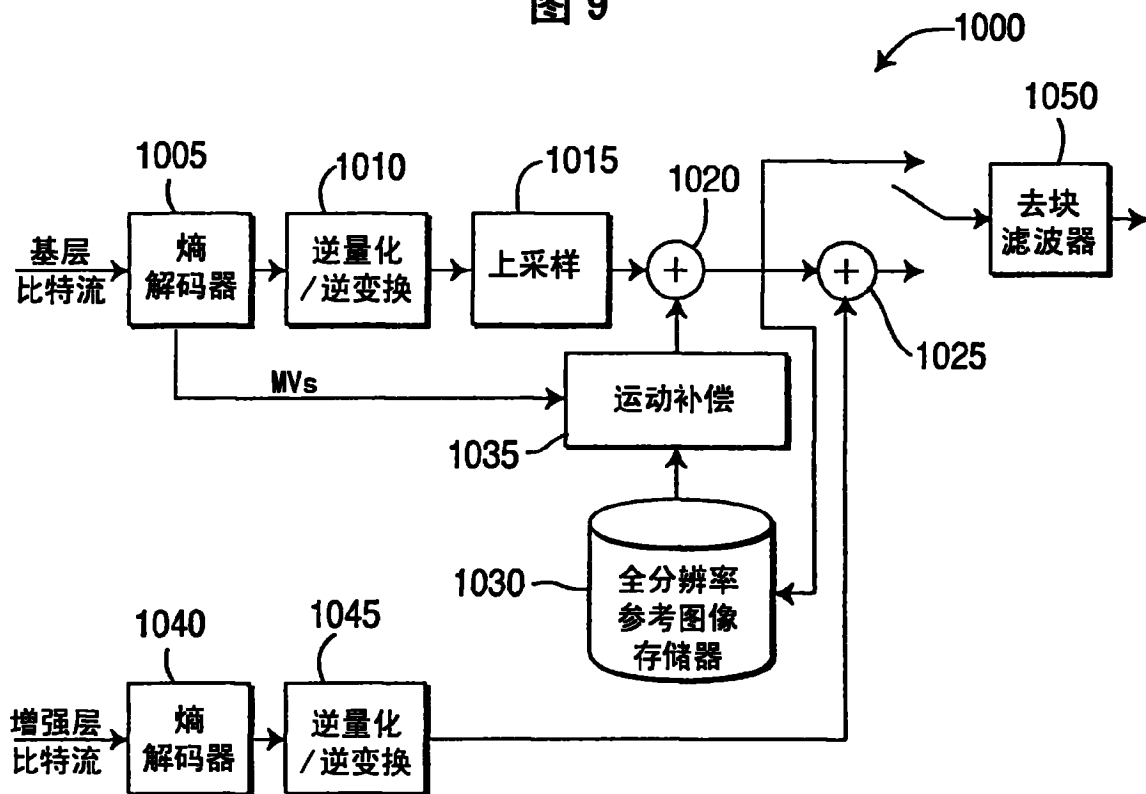 图 9
1000
1050
1005
1010
1015
1020
基层
比特流
熵
解码器
逆量化
/逆变换
上采样
+
+
去块
滤波器
1025
MVs
运动补偿
1035
1030
全分辨率
参考图像
存储器
1040
1045
增强层
比特流
熵
解码器
逆量化
/逆变换